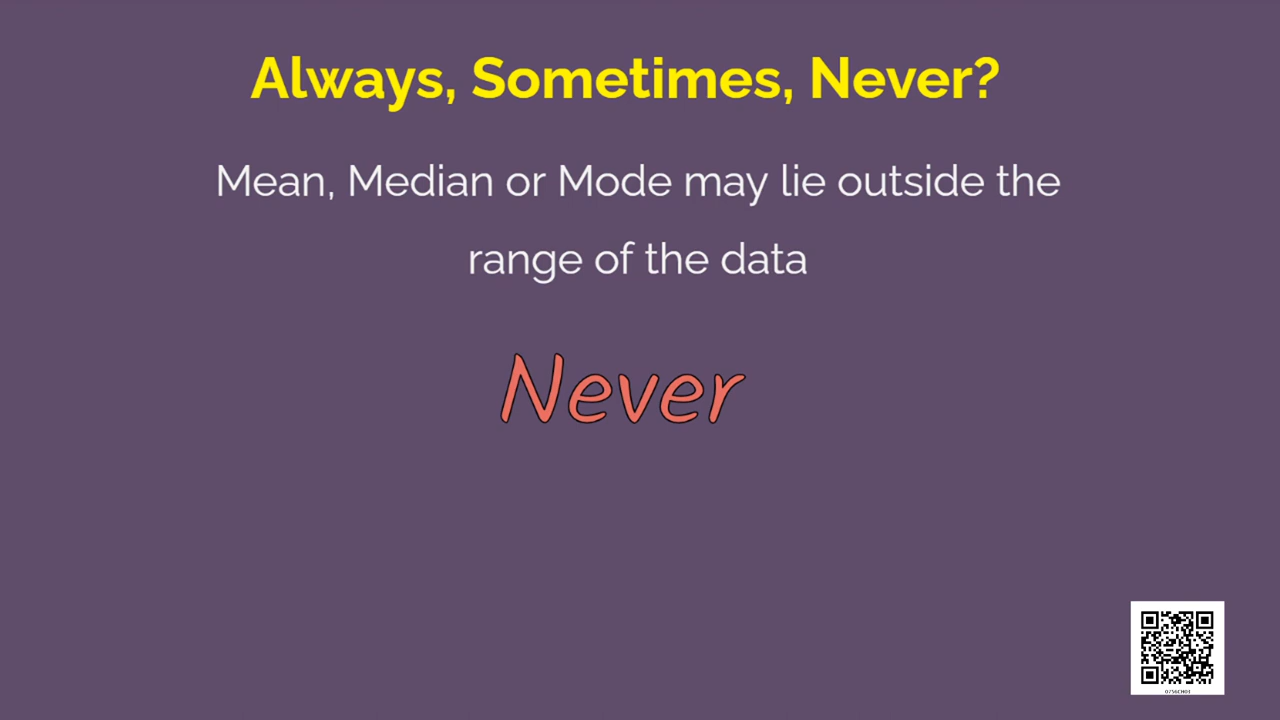 Always, Sometimes, Never?
Mean, Median or Mode may lie outside the
range of the data
Never